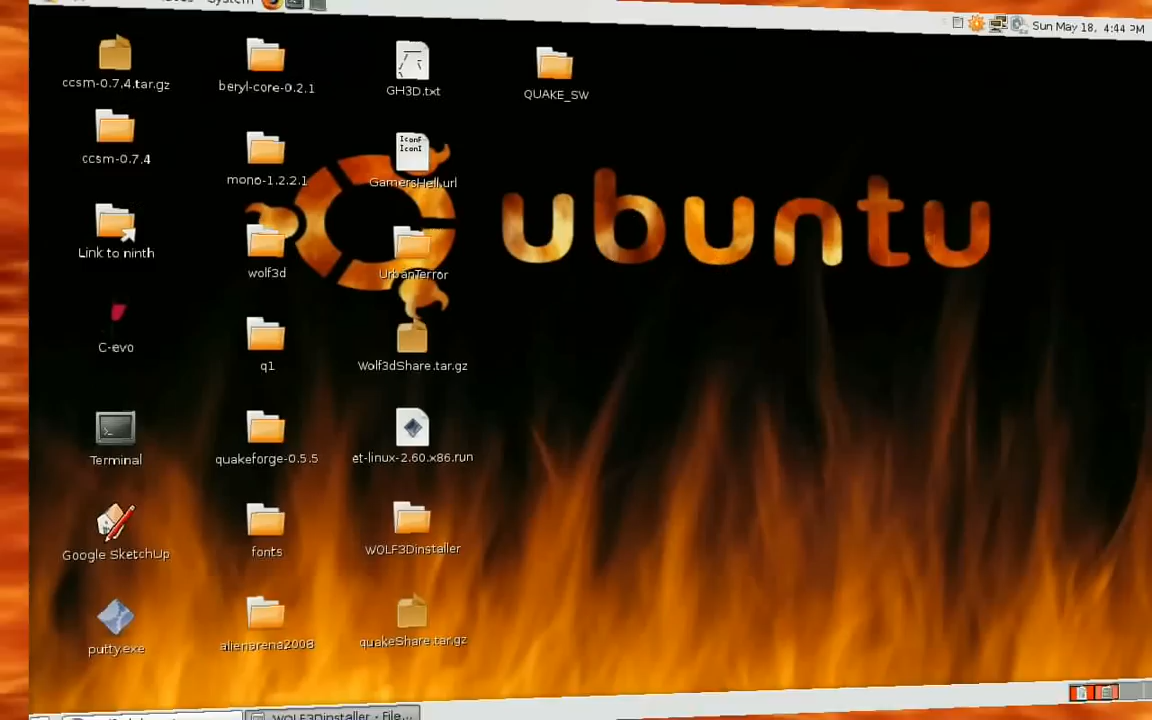 System
Sun May 18, 4:44 PM
ccsm-0.7.4.tar.gz
beryl-core-0.2.1
GH3D.txt
QUAKE_SW
ccsm-0.7.4
mono-1.2.2.1
GamersHell.url
Link to ninth
wolf3d
UrbanTerror
ubuntu
C-evo
q1
Wolf3dShare.tar.gz
Terminal
quakeforge-0.5.5
et-linux-2.60.x86.run
Google SketchUp
fonts
WOLF3Dinstaller
putty.exe
alienarena2008
quakeShare.tar.gz
WOLF3Dinstaller - File...